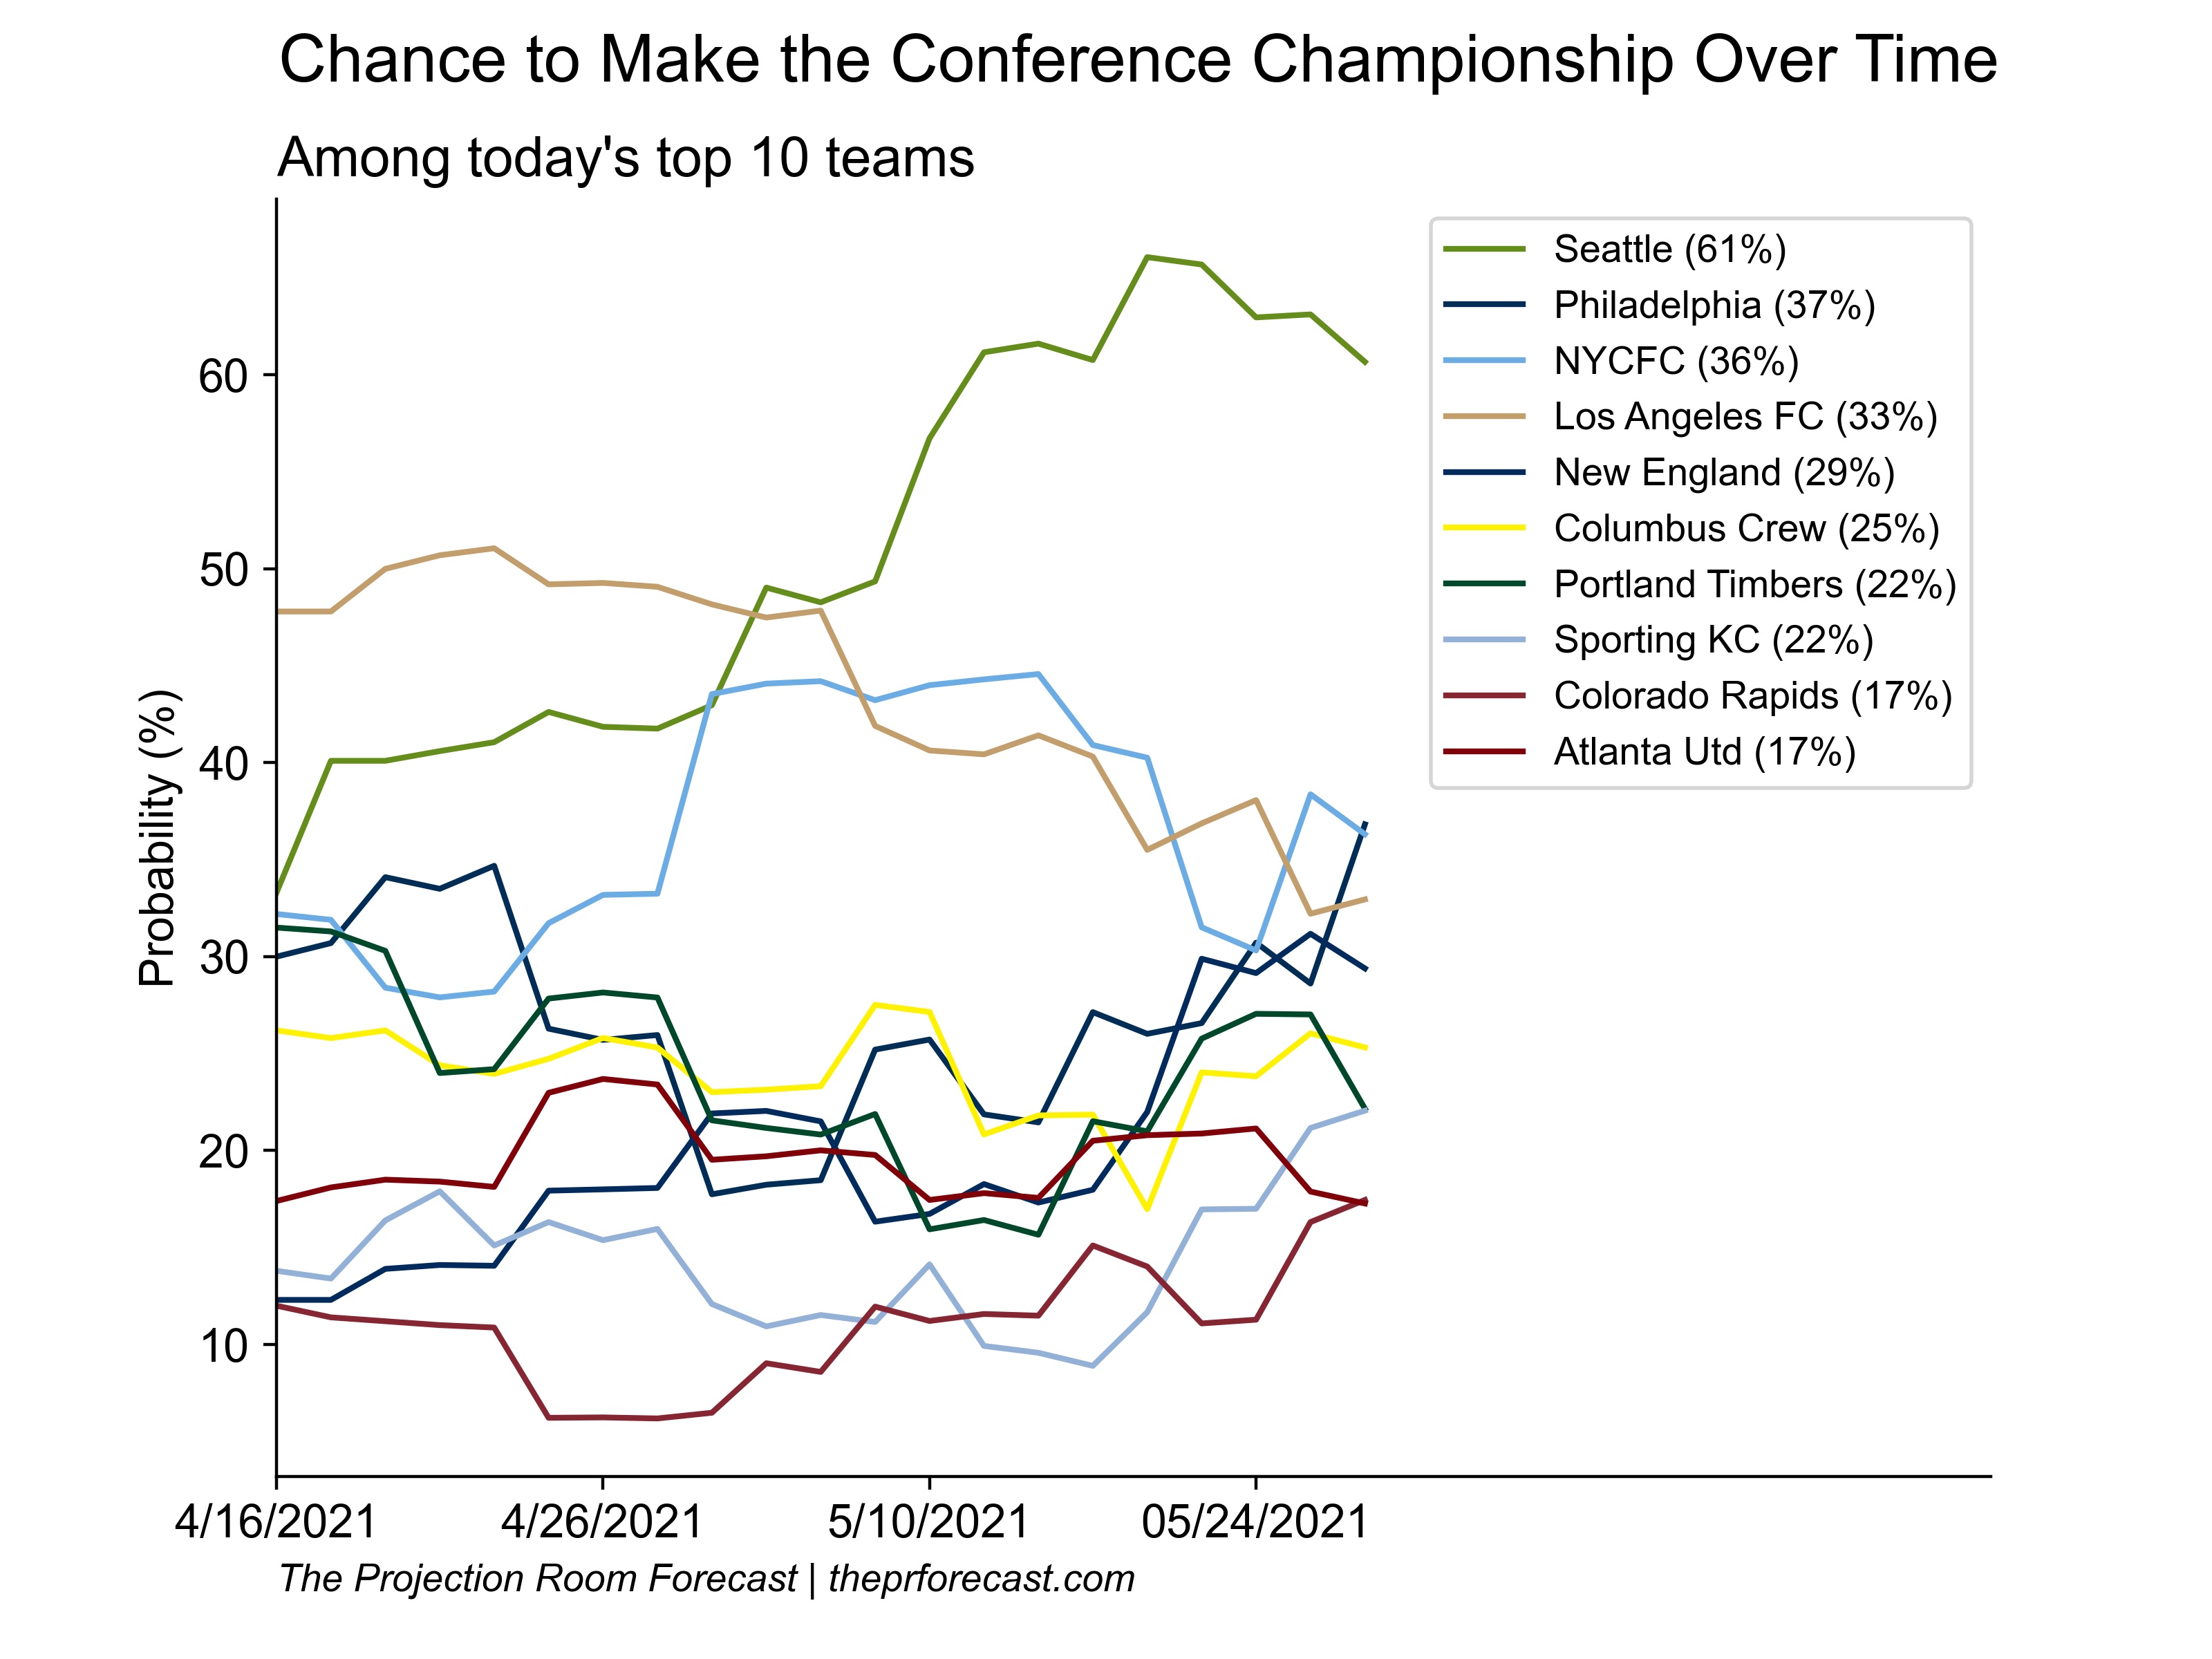 Chance to Make the Conference Championship Over Time
Among today's top 10 teams
Seattle (61%)
Philadelphia (37%)
NYCFC (36%)
Los Angeles FC (33%)
New England (29%)
Columbus Crew (25%)
Portland Timbers (22%)
Sporting KC (22%)
Colorado Rapids (17%)
Atlanta Utd (17%)
Probability (%)
60
50
40
30
20
10
4/16/2021
4/26/2021
5/10/2021
05/24/2021
The Projection Room Forecast | theprforecast.com